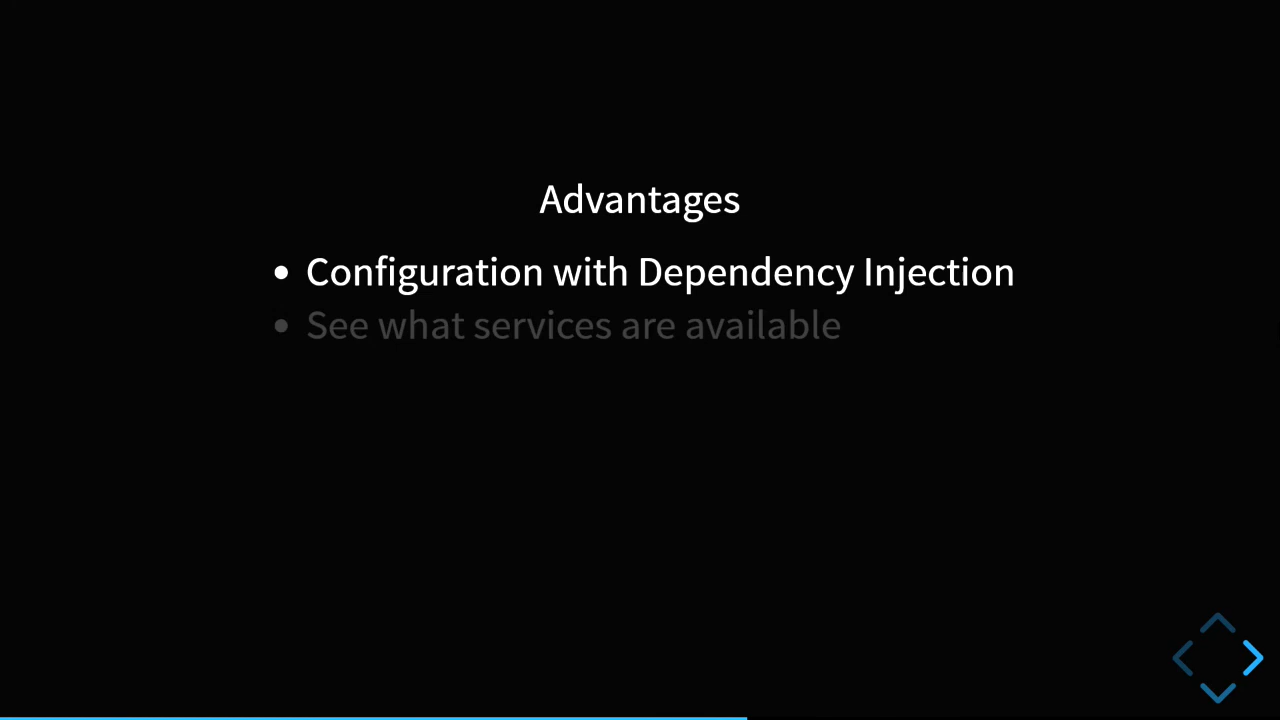 Advantages
• Configuration with Dependency Injection
• See what services are available